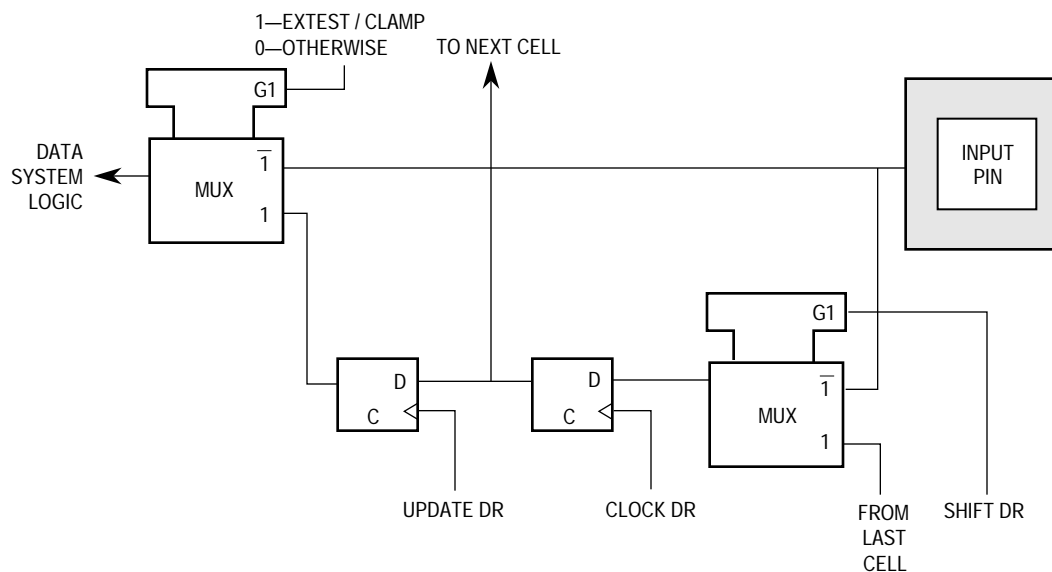 1—EXTEST / CLAMP
0—OTHERWISE
TO NEXT CELL
G1
DATA
SYSTEM
LOGIC
MUX
1̅
1
INPUT
PIN
G1
D
C
D
C
MUX
1̅
1
UPDATE DR
CLOCK DR
FROM
LAST
CELL
SHIFT DR